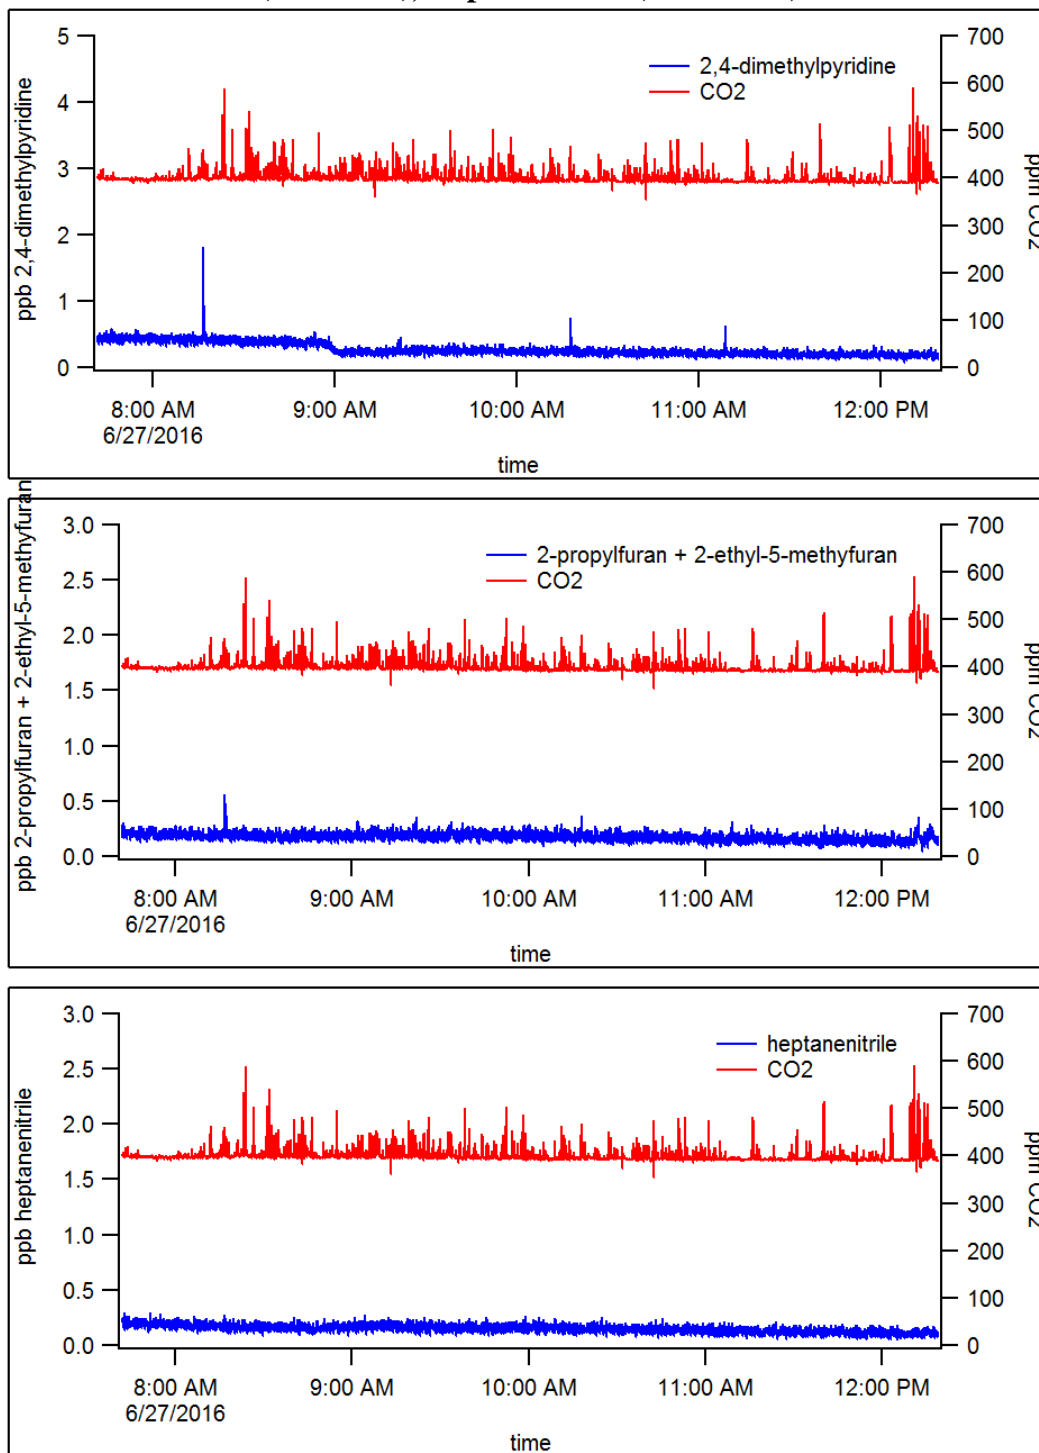 5
4
3
2
1
0
ppb 2,4-dimethylpyridine
2,4-dimethylpyridine
CO2
700
600
500
400
300
200
100
0
ppm CO2
8:00 AM
6/27/2016
9:00 AM
10:00 AM
11:00 AM
12:00 PM
time
3.0
2.5
2.0
1.5
1.0
0.5
0.0
ppb 2-propylfuran + 2-ethyl-5-methyfuran
2-propylfuran + 2-ethyl-5-methyfuran
CO2
700
600
500
400
300
200
100
0
ppm CO2
8:00 AM
6/27/2016
9:00 AM
10:00 AM
11:00 AM
12:00 PM
time
3.0
2.5
2.0
1.5
1.0
0.5
0.0
ppb heptanenitrile
heptanenitrile
CO2
700
600
500
400
300
200
100
0
ppm CO2
8:00 AM
6/27/2016
9:00 AM
10:00 AM
11:00 AM
12:00 PM
time